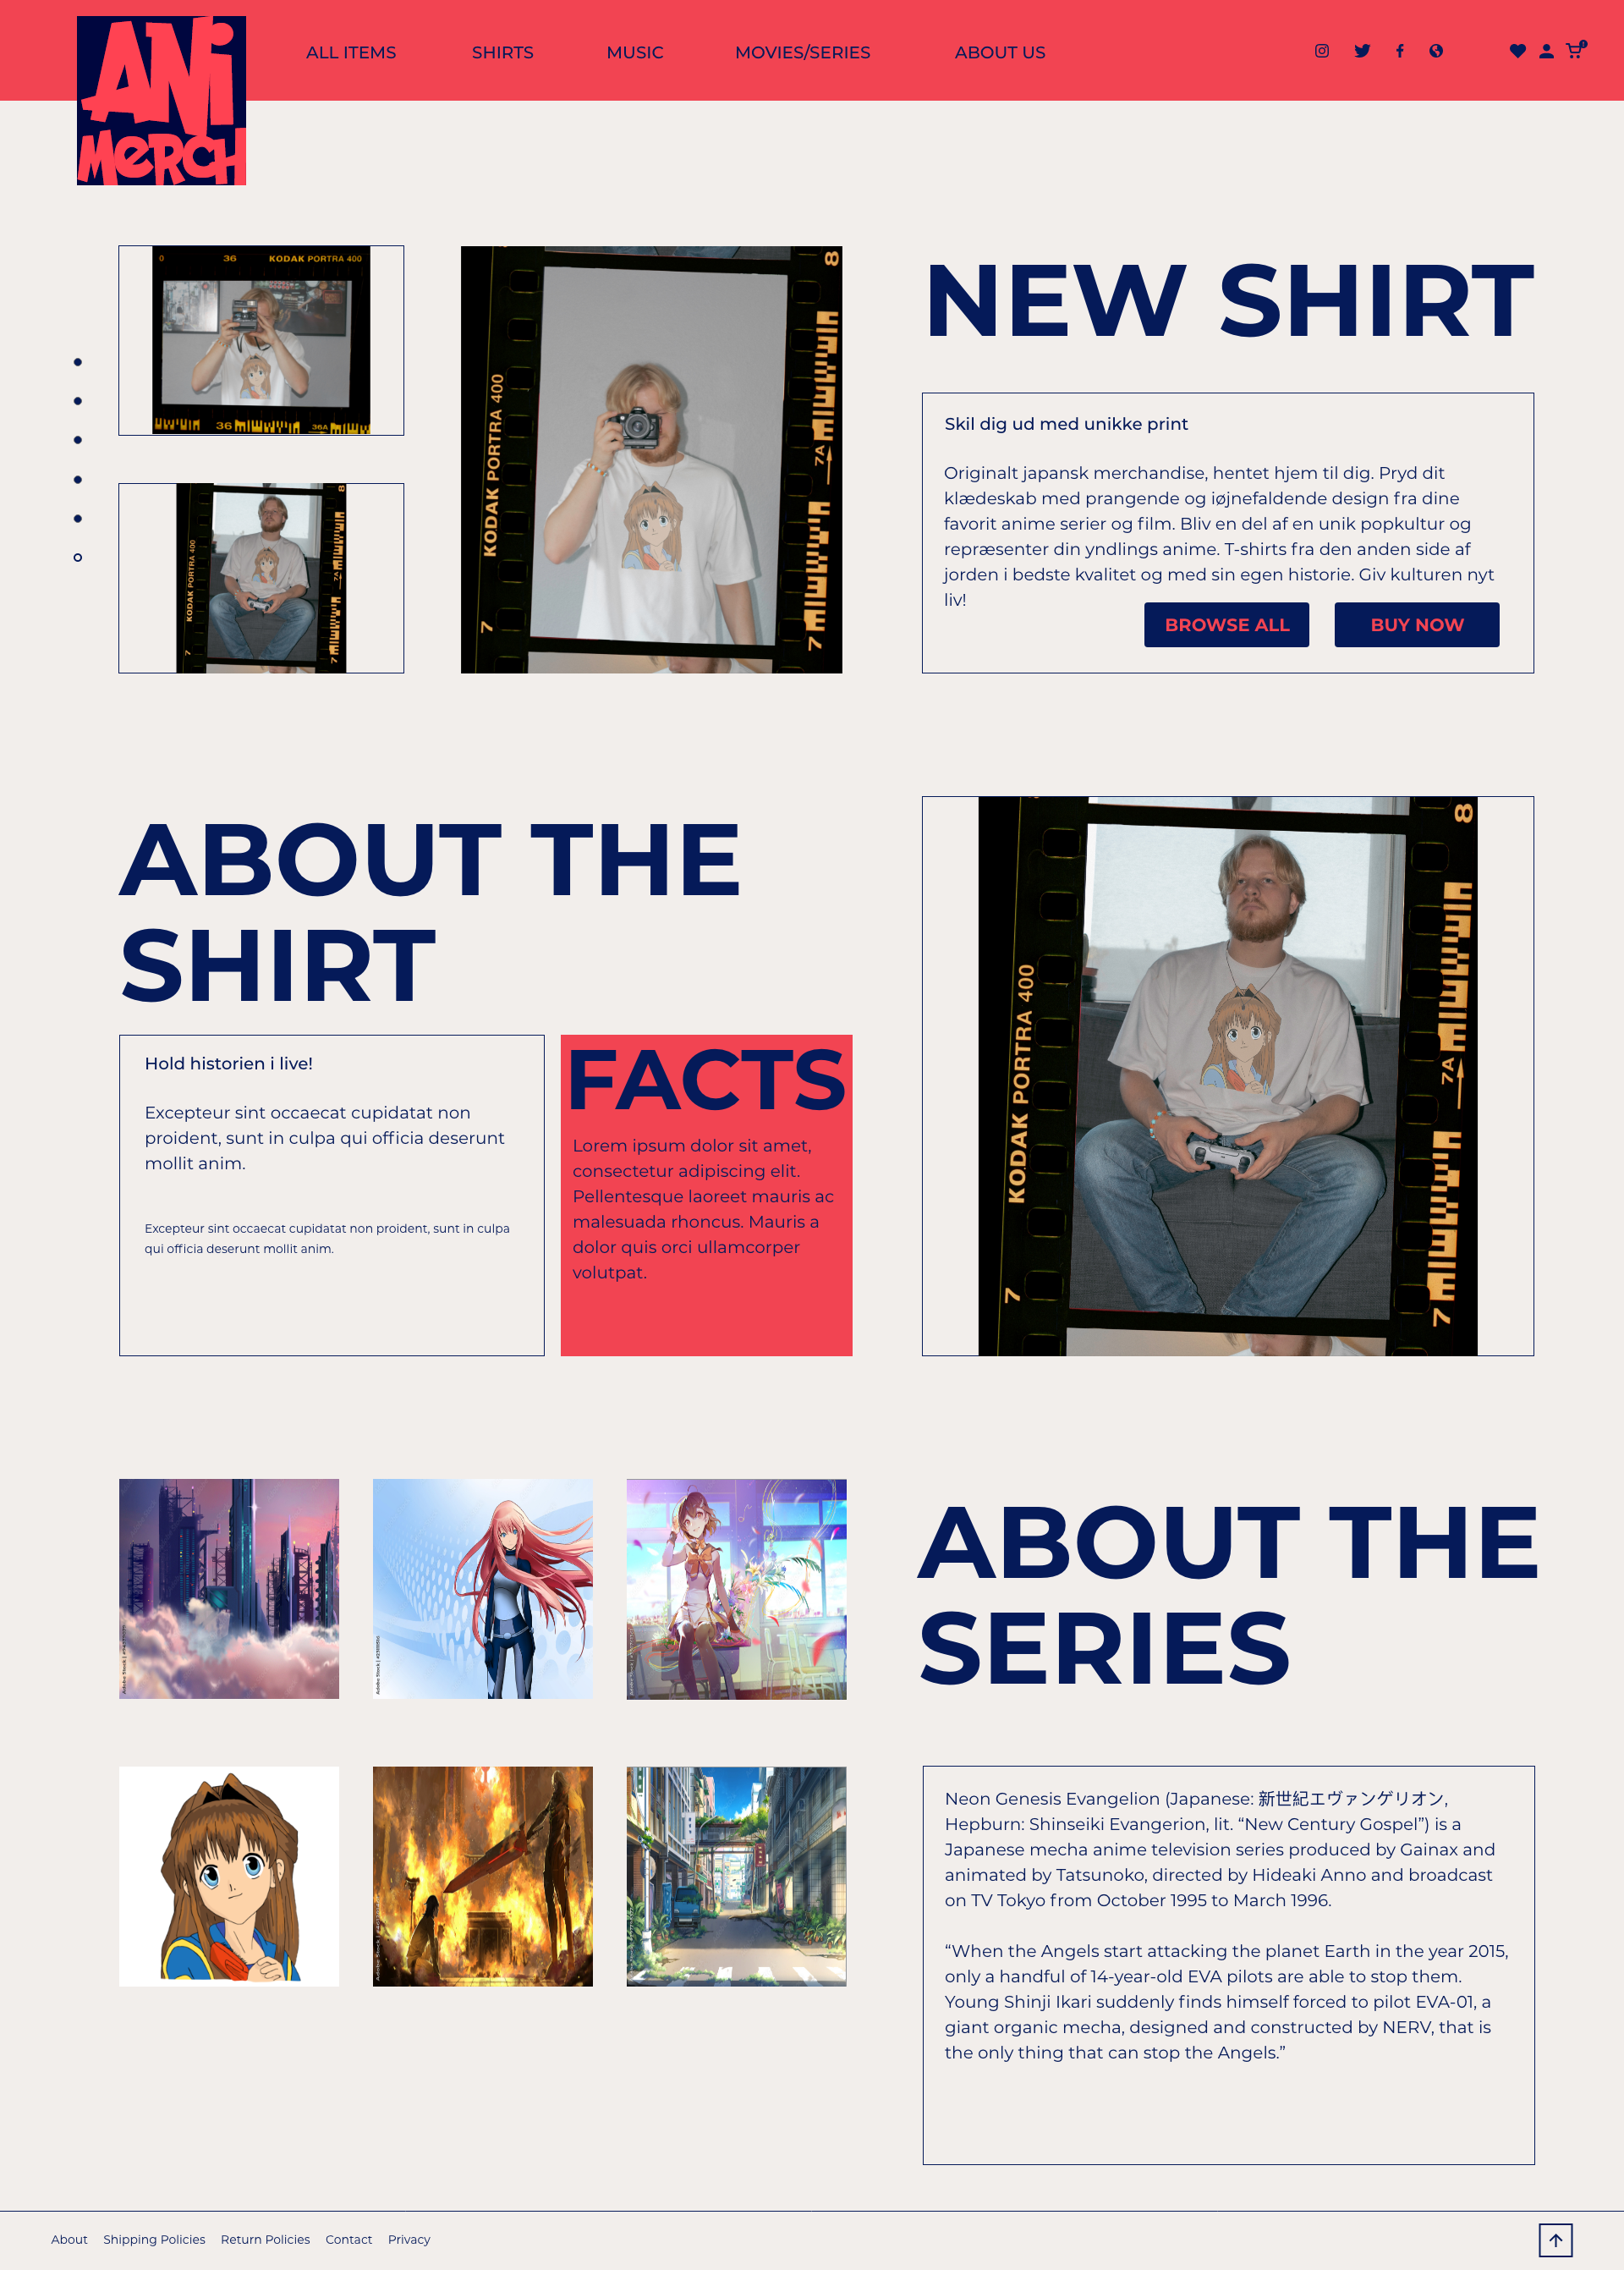 ANi
MeRCH
ALL ITEMS
SHIRTS
MUSIC
MOVIES/SERIES
ABOUT US
0 36 KODAK PORTRA 400
36 36A
KODAK PORTRA 400
7
8
7A
7
KODAK PORTRA 400
7
8
7A
7
NEW SHIRT
Skil dig ud med unikke print
Originalt japansk merchandise, hentet hjem til dig. Pryd dit
klædeskab med prangende og iøjnefaldende design fra dine
favorit anime serier og film. Bliv en del af en unik popkultur og
repræsenter din yndlings anime. T-shirts fra den anden side af
jorden i bedste kvalitet og med sin egen historie. Giv kulturen nyt
liv!
BROWSE ALL
BUY NOW
ABOUT THE
SHIRT
Hold historien i live!
Excepteur sint occaecat cupidatat non
proident, sunt in culpa qui officia deserunt
mollit anim.
Excepteur sint occaecat cupidatat non proident, sunt in culpa
qui officia deserunt mollit anim.
FACTS
Lorem ipsum dolor sit amet,
consectetur adipiscing elit.
Pellentesque laoreet mauris ac
malesuada rhoncus. Mauris a
dolor quis orci ullamcorper
volutpat.
KODAK PORTRA 400
7
8
7A
7
Adobe Stock
Adobe Stock
ABOUT THE
SERIES
Neon Genesis Evangelion (Japanese: 新世紀エヴァンゲリオン,
Hepburn: Shinseiki Evangerion, lit. “New Century Gospel”) is a
Japanese mecha anime television series produced by Gainax and
animated by Tatsunoko, directed by Hideaki Anno and broadcast
on TV Tokyo from October 1995 to March 1996.
“When the Angels start attacking the planet Earth in the year 2015,
only a handful of 14-year-old EVA pilots are able to stop them.
Young Shinji Ikari suddenly finds himself forced to pilot EVA-01, a
giant organic mecha, designed and constructed by NERV, that is
the only thing that can stop the Angels.”
About
Shipping Policies
Return Policies
Contact
Privacy